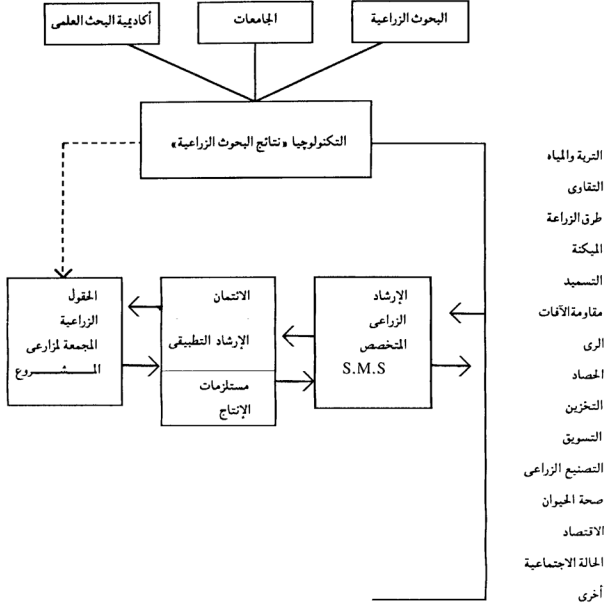 البحوث الزراعية
الجامعات
أكاديمية البحث العلمى
التكنولوچيا «نتائج البحوث الزراعية»
الحقول
الزراعية
المجمعة لمزارعى
المـــشـــــــــروع
الائتمان
الإرشاد التطبيقى
مستلزمات
الإنتاج
الإرشاد
الزراعى
المتخصص
S.M.S
التربة والمياه
التقاوى
طرق الزراعة
الميكنة
التسميد
مقاومة الآفات
الرى
الحصاد
التخزين
التسويق
التصنيع الزراعى
صحة الحيوان
الاقتصاد
الحالة الاجتماعية
أخرى